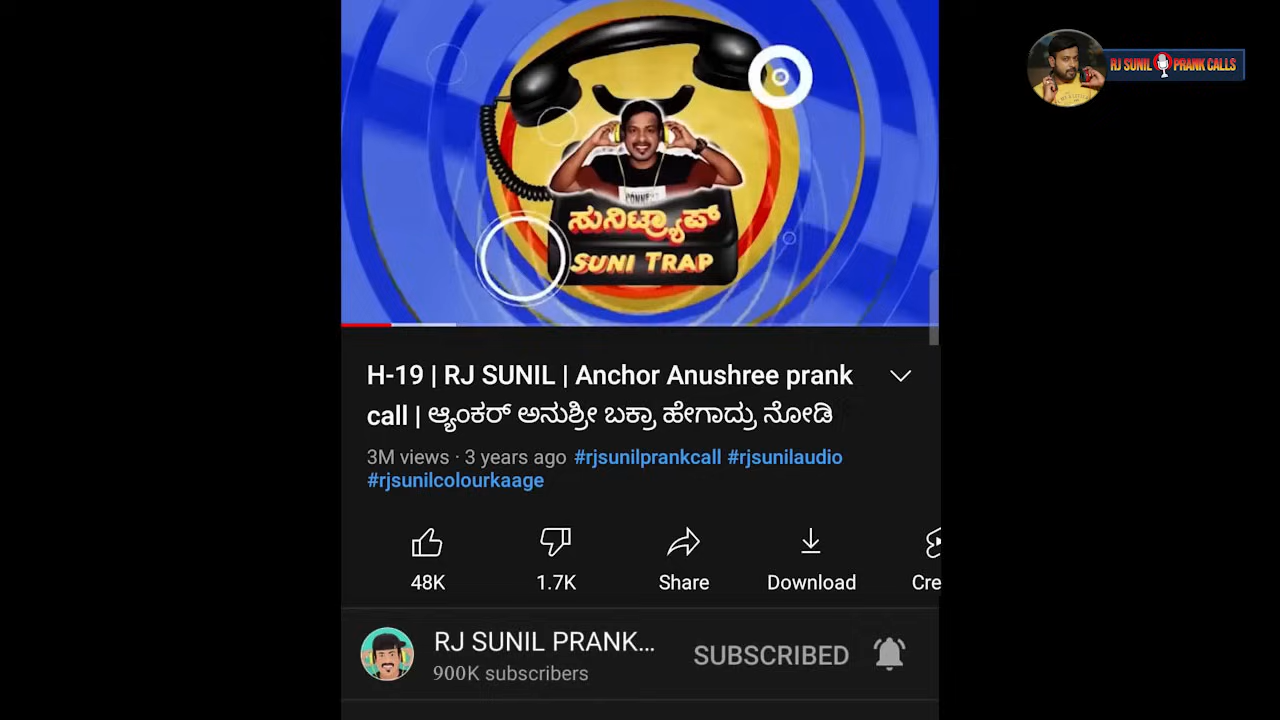 RJ SUNIL PRANK CALLS
CONNECT
ಸುನಿಟ್ರ್ಯಾಪ್
SUNI TRAP
H-19 | RJ SUNIL | Anchor Anushree prank
call | ಆ್ಯಂಕರ್ ಅನುಶ್ರೀ ಬಕ್ರಾ ಹೇಗಾದ್ರು ನೋಡಿ
3M views · 3 years ago #rjsunilprankcall #rjsunilaudio
#rjsunilcolourkaage
48K 1.7K Share Download Cre
RJ SUNIL PRANK... SUBSCRIBED
900K subscribers